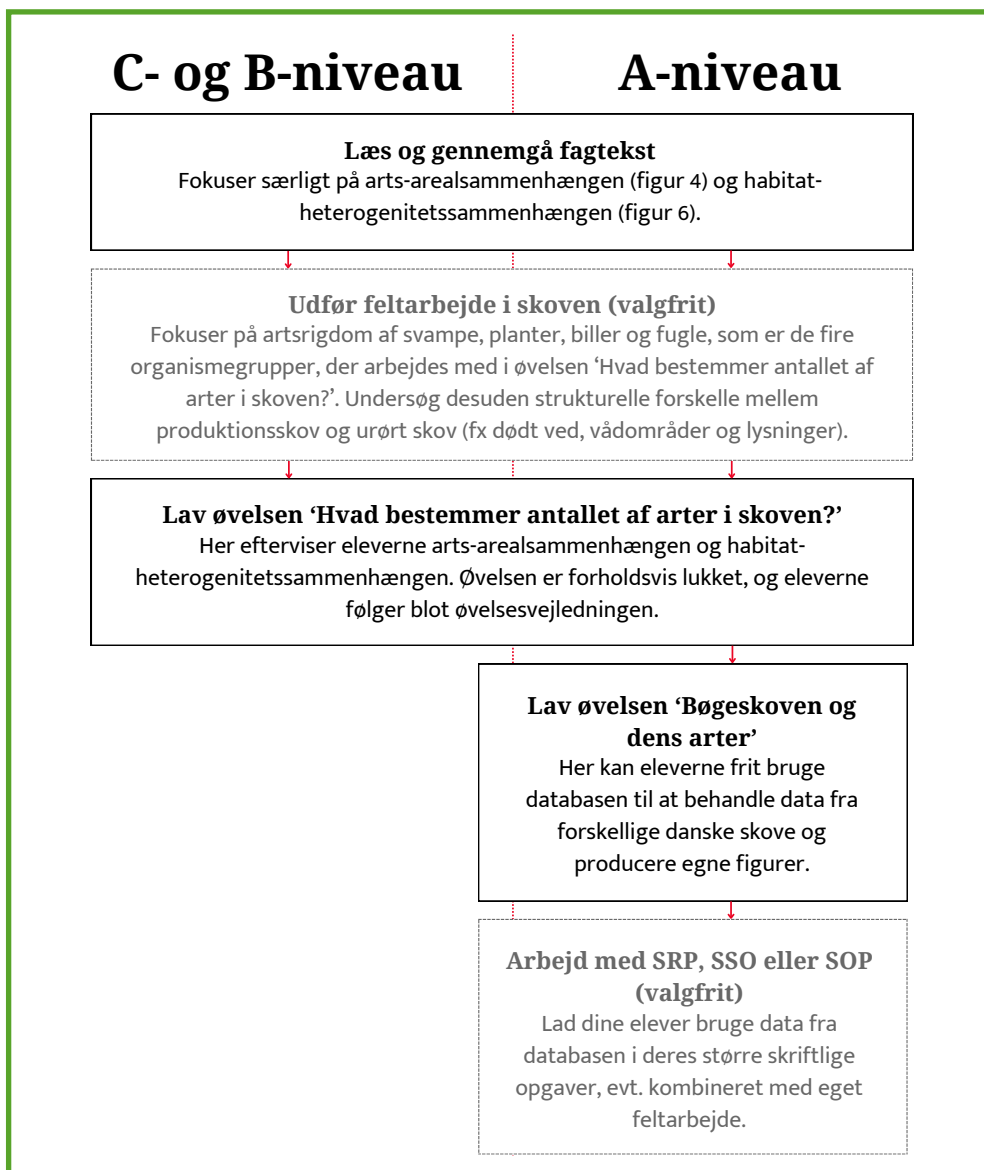 C- og B-niveau
A-niveau
Læs og gennemgå fagtekst
Fokuser særligt på arts-arealsammenhængen (figur 4) og habitat-
heterogenitetssammenhængen (figur 6).
Udfør feltarbejde i skoven (valgfrit)
Fokuser på artsrigdom af svampe, planter, biller og fugle, som er de fire
organismegrupper, der arbejdes med i øvelsen ‘Hvad bestemmer antallet af
arter i skoven?’. Undersøg desuden strukturelle forskelle mellem
produktionsskov og urørt skov (fx dødt ved, vådområder og lysninger).
Lav øvelsen ‘Hvad bestemmer antallet af arter i skoven?’
Her efterviser eleverne arts-arealsammenhængen og habitat-
heterogenitetssammenhængen. Øvelsen er forholdsvis lukket, og eleverne
følger blot øvelsesvejledningen.
Lav øvelsen ‘Bøgeskoven og
dens arter’
Her kan eleverne frit bruge
databasen til at behandle data fra
forskellige danske skove og
producere egne figurer.
Arbejd med SRP, SSO eller SOP
(valgfrit)
Lad dine elever bruge data fra
databasen i deres større skriftlige
opgaver, evt. kombineret med eget
feltarbejde.